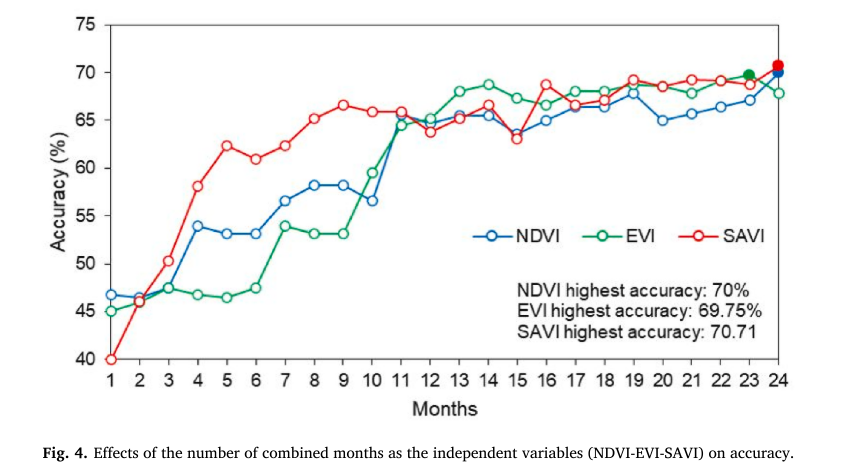 75
70
65
60
55
50
45
40
Accuracy (%)
NDVI EVI SAVI
NDVI highest accuracy: 70%
EVI highest accuracy: 69.75%
SAVI highest accuracy: 70.71
1 2 3 4 5 6 7 8 9 10 11 12 13 14 15 16 17 18 19 20 21 22 23 24
Months
Fig. 4. Effects of the number of combined months as the independent variables (NDVI-EVI-SAVI) on accuracy.